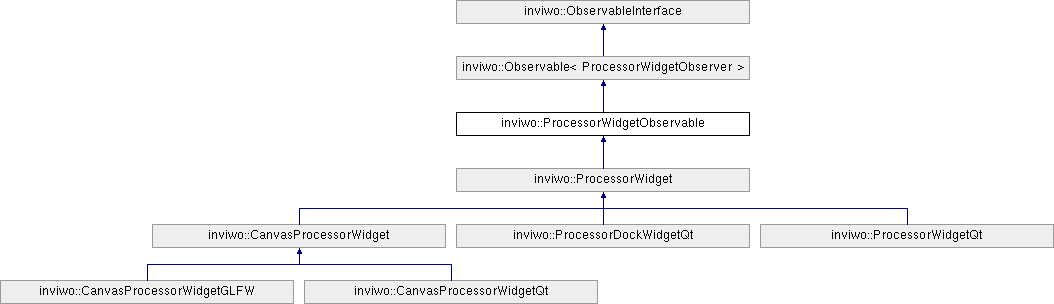 inviwo::ObservableInterface
inviwo::Observable< ProcessorWidgetObserver >
inviwo::ProcessorWidgetObservable
inviwo::ProcessorWidget
inviwo::CanvasProcessorWidget
inviwo::ProcessorDockWidgetQt
inviwo::ProcessorWidgetQt
inviwo::CanvasProcessorWidgetGLFW
inviwo::CanvasProcessorWidgetQt